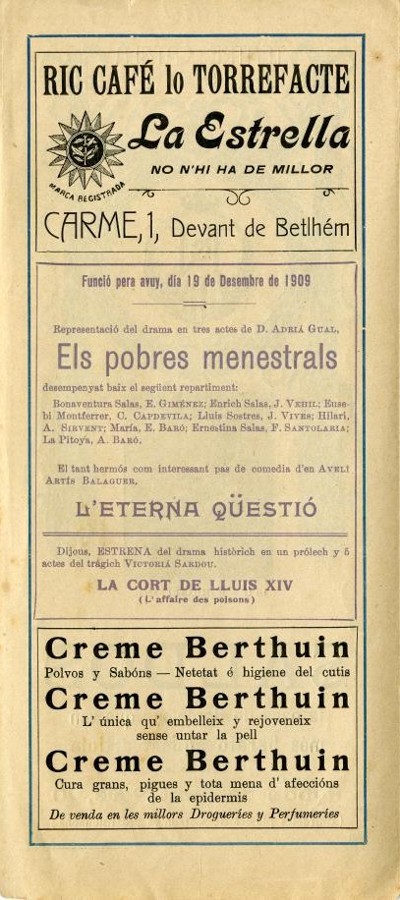 RIC CAFÉ lo TORREFACTE
La Estrella
NO N'HI HA DE MILLOR
MARCA REGISTRADA
CARME, 1, Devant de Betlhém
Funció pera avuy, día 19 de Desembre de 1909
Representació del drama en tres actes de D. ADRIÁ GUAL,
Els pobres menestrals
desempenyat baix el següent repartiment:
Bonaventura Salas, E. GIMÉNEZ; Enrich Salas, J. VEHIL; Euse-
bi Montferrer, C. CAPDEVILA; Lluis Sostres, J. VIVES; Hilari,
A. SIRVENT; María, E. BARÓ; Ernestina Salas, F. SANTOLARIA;
La Pitoya, A. BARÓ.
El tant hermós com interessant pas de comedia d'en AVELÍ
ARTÍS BALAGUER,
L'ETERNA QÜESTIÓ
Dijous, ESTRENA del drama histórich en un prólech y 5
actes del trágich VICTORIÁ SARDOU.
LA CORT DE LLUIS XIV
(L'affaire des poisons)
Creme Berthuin
Polvos y Sabóns — Netetat é higiene del cutis
Creme Berthuin
L' única qu' embelleix y rejoveneix
sense untar la pell
Creme Berthuin
Cura grans, pigues y tota mena d' afeccións
de la epidermis
De venda en les millors Drogueríes y Perfumeríes